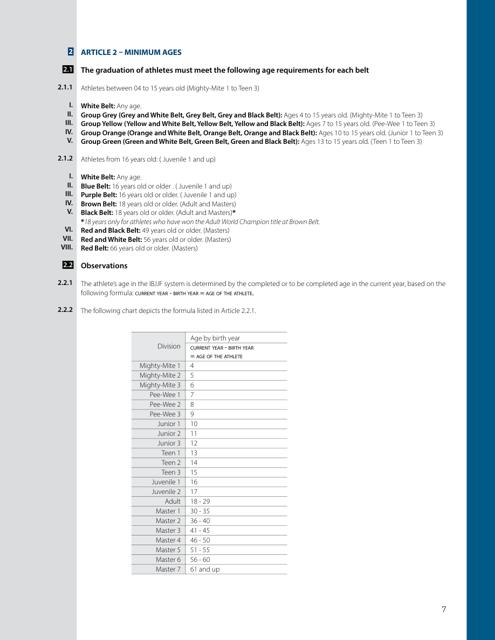 2 ARTICLE 2 – MINIMUM AGES
2.1 The graduation of athletes must meet the following age requirements for each belt
2.1.1 Athletes between 04 to 15 years old (Mighty-Mite 1 to Teen 3)
I. White Belt: Any age.
II. Group Grey (Grey and White Belt, Grey Belt, Grey and Black Belt): Ages 4 to 15 years old. (Mighty-Mite 1 to Teen 3)
III. Group Yellow (Yellow and White Belt, Yellow Belt, Yellow and Black Belt): Ages 7 to 15 years old. (Pee-Wee 1 to Teen 3)
IV. Group Orange (Orange and White Belt, Orange Belt, Orange and Black Belt): Ages 10 to 15 years old. (Junior 1 to Teen 3)
V. Group Green (Green and White Belt, Green Belt, Green and Black Belt): Ages 13 to 15 years old. (Teen 1 to Teen 3)
2.1.2 Athletes from 16 years old: ( Juvenile 1 and up)
I. White Belt: Any age.
II. Blue Belt: 16 years old or older . ( Juvenile 1 and up)
III. Purple Belt: 16 years old or older. ( Juvenile 1 and up)
IV. Brown Belt: 18 years old or older. (Adult and Masters)
V. Black Belt: 18 years old or older. (Adult and Masters)*
*18 years only for athletes who have won the Adult World Champion title at Brown Belt.
VI. Red and Black Belt: 49 years old or older. (Masters)
VII. Red and White Belt: 56 years old or older. (Masters)
VIII. Red Belt: 66 years old or older. (Masters)
2.2 Observations
2.2.1 The athlete's age in the IBJJF system is determined by the completed or to be completed age in the current year, based on the
following formula: CURRENT YEAR - BIRTH YEAR = AGE OF THE ATHLETE.
2.2.2 The following chart depicts the formula listed in Article 2.2.1.
Division Age by birth year
CURRENT YEAR - BIRTH YEAR
= AGE OF THE ATHLETE
Mighty-Mite 1 4
Mighty-Mite 2 5
Mighty-Mite 3 6
Pee-Wee 1 7
Pee-Wee 2 8
Pee-Wee 3 9
Junior 1 10
Junior 2 11
Junior 3 12
Teen 1 13
Teen 2 14
Teen 3 15
Juvenile 1 16
Juvenile 2 17
Adult 18 - 29
Master 1 30 - 35
Master 2 36 - 40
Master 3 41 - 45
Master 4 46 - 50
Master 5 51 - 55
Master 6 56 - 60
Master 7 61 and up
7